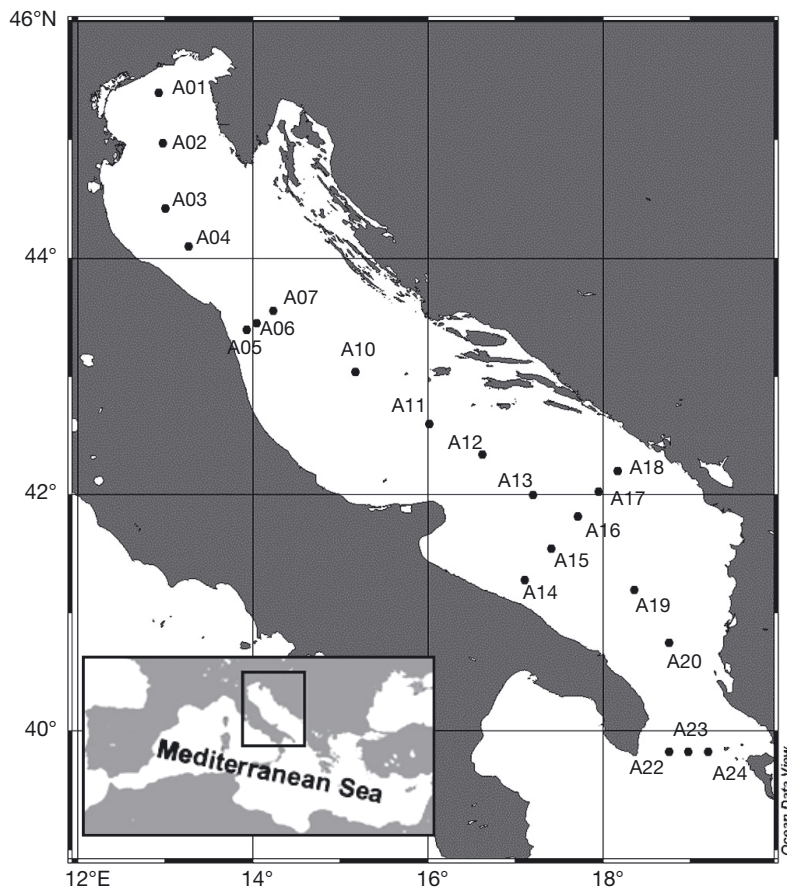 46°N
A01
A02
A03
A04
44°
A07
A06
A05
A10
A11
A12
A18
A13
42°
A17
A16
A15
A14
A19
A20
40°
A23
A22
A24
Mediterranean Sea
Ocean Data View
12°E
14°
16°
18°